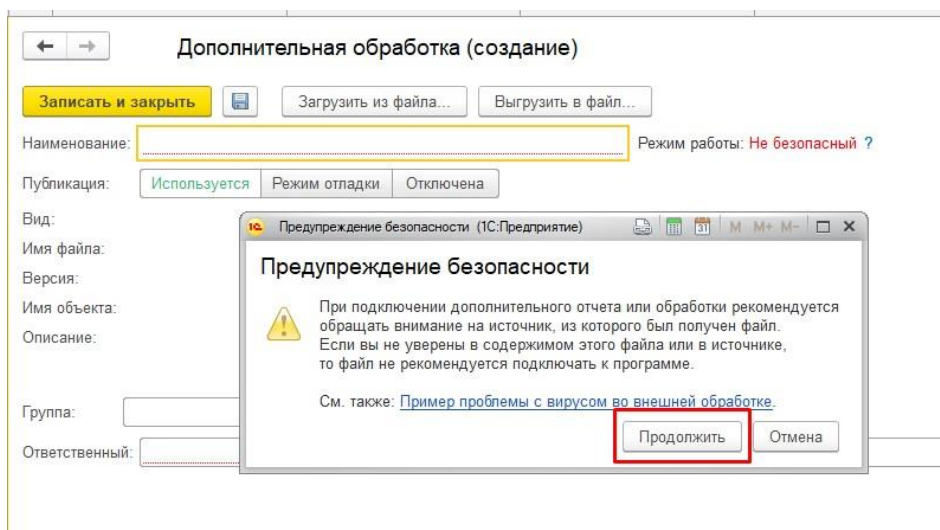 Дополнительная обработка (создание)
Записать и закрыть Загрузить из файла... Выгрузить в файл...
Наименование: Режим работы: Не безопасный ?
Публикация: Используется Режим отладки Отключена
Вид:
Имя файла:
Версия:
Имя объекта:
Описание:
Группа:
Ответственный:
1С Предупреждение безопасности (1С:Предприятие) 31 M M+ M-
Предупреждение безопасности
При подключении дополнительного отчета или обработки рекомендуется
обращать внимание на источник, из которого был получен файл.
Если вы не уверены в содержимом этого файла или в источнике,
то файл не рекомендуется подключать к программе.
См. также: Пример проблемы с вирусом во внешней обработке.
Продолжить Отмена